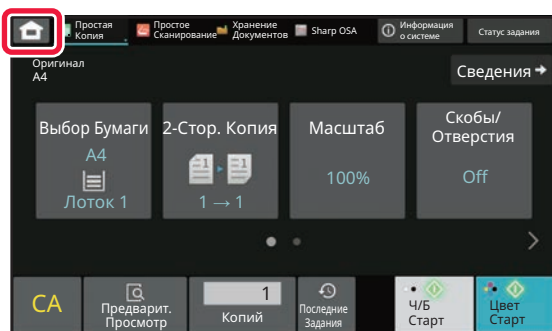 Простая
Копия
Простое
Сканирование
Хранение
Документов
Sharp OSA
Информация
о системе
Статус задания
Оригинал
A4
Сведения
Выбор Бумаги
A4
Лоток 1
2-Стор. Копия
1
1
1 → 1
Масштаб
100%
Скобы/
Отверстия
Off
CA
Предварит.
Просмотр
1
Копий
Последние
Задания
Ч/Б
Старт
Цвет
Старт